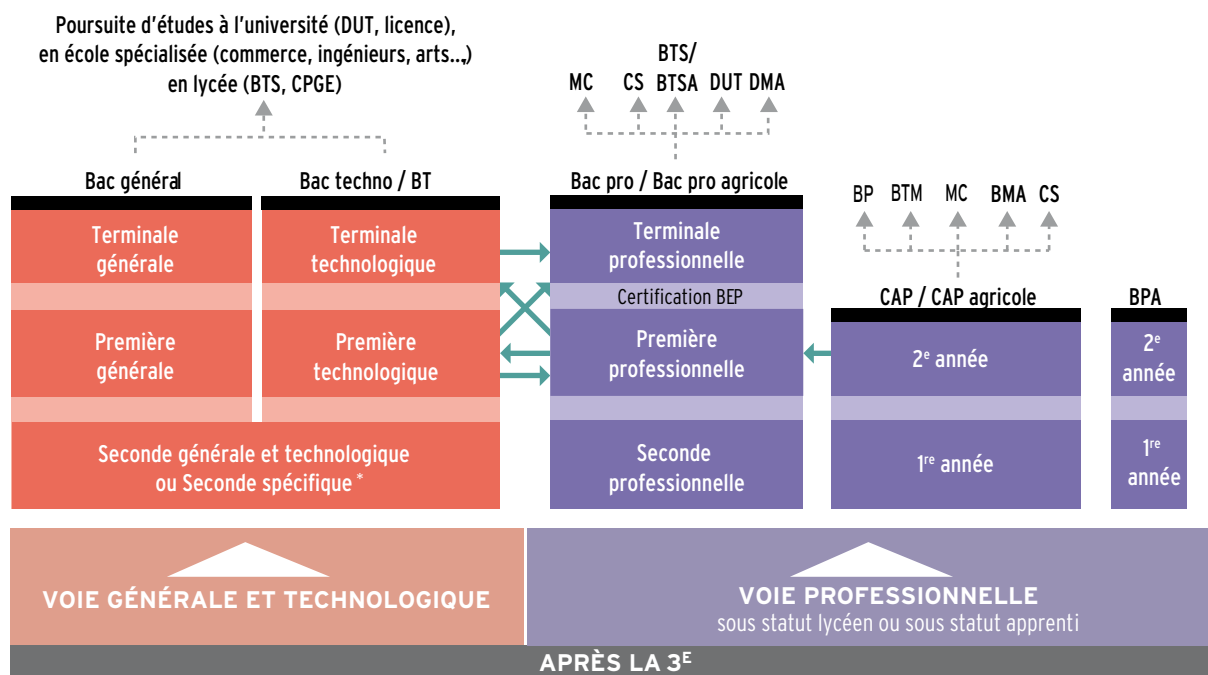 Poursuite d'études à l'université (DUT, licence),
en école spécialisée (commerce, ingénieurs, arts...,)
en lycée (BTS, CPGE)
BTS/
MC CS BTSA DUT DMA
Bac général
Bac techno / BT
Bac pro / Bac pro agricole
BP BTM MC BMA CS
CAP / CAP agricole
BPA
Terminale
générale
Terminale
technologique
Terminale
professionnelle
Certification BEP
Première
générale
Première
technologique
Première
professionnelle
2e année
2e
année
Seconde générale et technologique
ou Seconde spécifique *
Seconde
professionnelle
1re année
1re
année
VOIE GÉNÉRALE ET TECHNOLOGIQUE
VOIE PROFESSIONNELLE
sous statut lycéen ou sous statut apprenti
APRÈS LA 3E